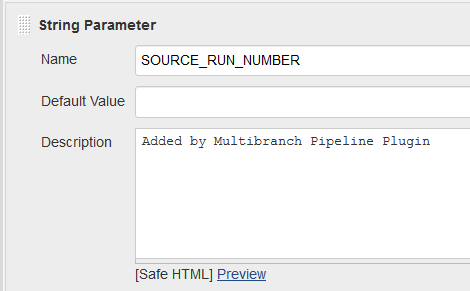 String Parameter
Name
SOURCE_RUN_NUMBER
Default Value
Description
Added by Multibranch Pipeline Plugin
[Safe HTML] Preview